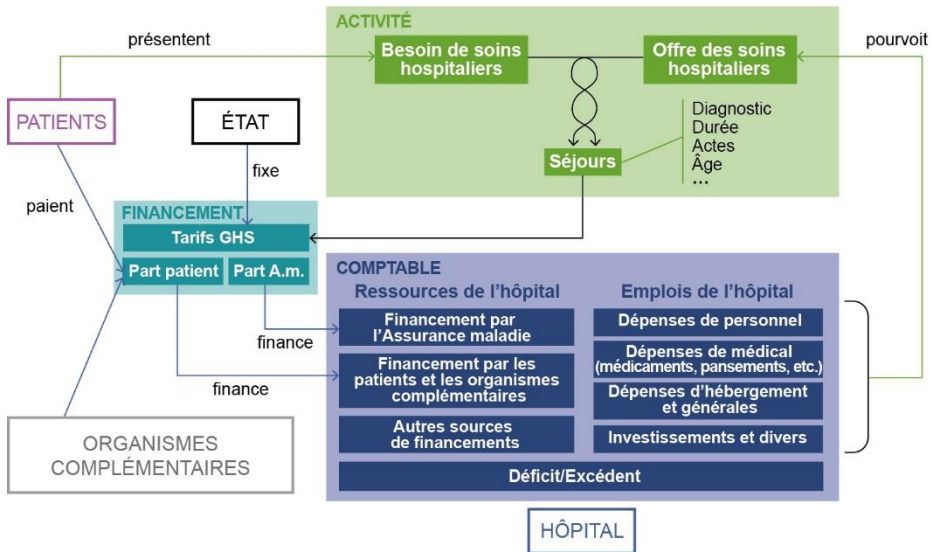 ACTIVITÉ
présentent
Besoin de soins
hospitaliers
Offre des soins
hospitaliers
pourvoit
PATIENTS
ÉTAT
Diagnostic
Durée
Actes
Âge
...
Séjours
fixe
paient
FINANCEMENT
Tarifs GHS
Part patient
Part A.m.
COMPTABLE
Ressources de l'hôpital
Emplois de l'hôpital
Financement par
l'Assurance maladie
Dépenses de personnel
finance
Dépenses de médical
(médicaments, pansements, etc.)
Financement par les
patients et les organismes
complémentaires
finance
Dépenses d'hébergement
et générales
Autres sources
de financements
Investissements et divers
ORGANISMES
COMPLÉMENTAIRES
Déficit/Excédent
HÔPITAL